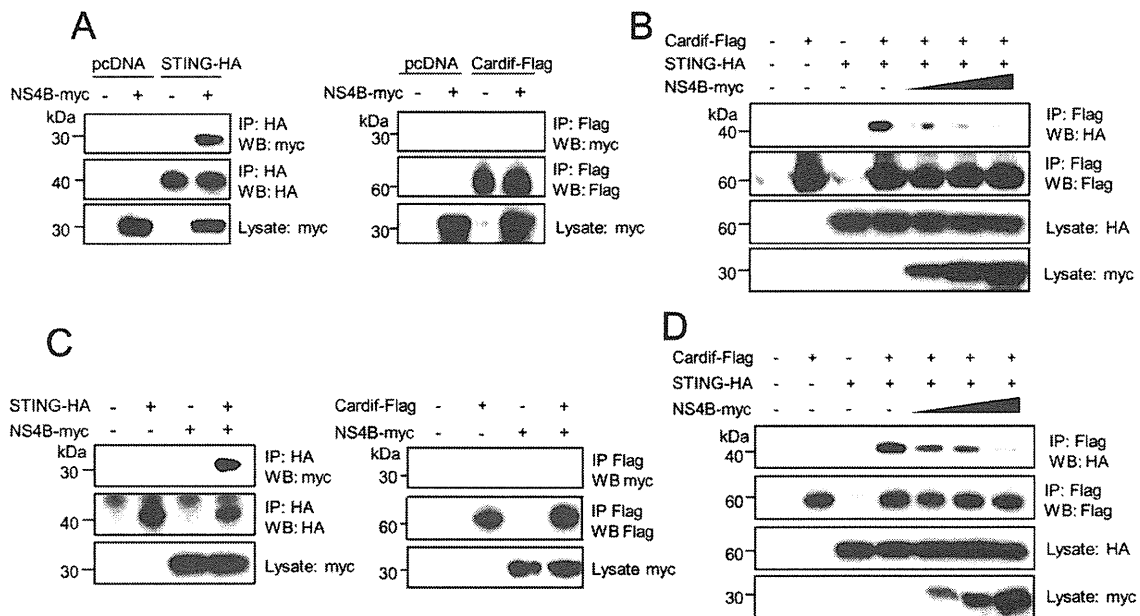 A
pcDNA STING-HA
NS4B-myc - + - +
kDa
30
IP: HA
WB: myc
40
IP: HA
WB: HA
30
Lysate: myc
pcDNA Cardif-Flag
NS4B-myc - + - +
kDa
30
IP: Flag
WB: myc
60
IP: Flag
WB: Flag
30
Lysate: myc
B
Cardif-Flag - + - + + + +
STING-HA - - + + + + +
NS4B-myc - - - -
kDa
40
IP: Flag
WB: HA
60
IP: Flag
WB: Flag
60
Lysate: HA
30
Lysate: myc
C
STING-HA - + - +
NS4B-myc - - + +
kDa
30
IP: HA
WB: myc
40
IP: HA
WB: HA
30
Lysate: myc
Cardif-Flag - + - +
NS4B-myc - - + +
kDa
30
IP Flag
WB myc
60
IP Flag
WB Flag
30
Lysate myc
D
Cardif-Flag - + - + + + +
STING-HA - - + + + + +
NS4B-myc - - - -
kDa
40
IP: Flag
WB: HA
60
IP: Flag
WB: Flag
60
Lysate: HA
30
Lysate: myc